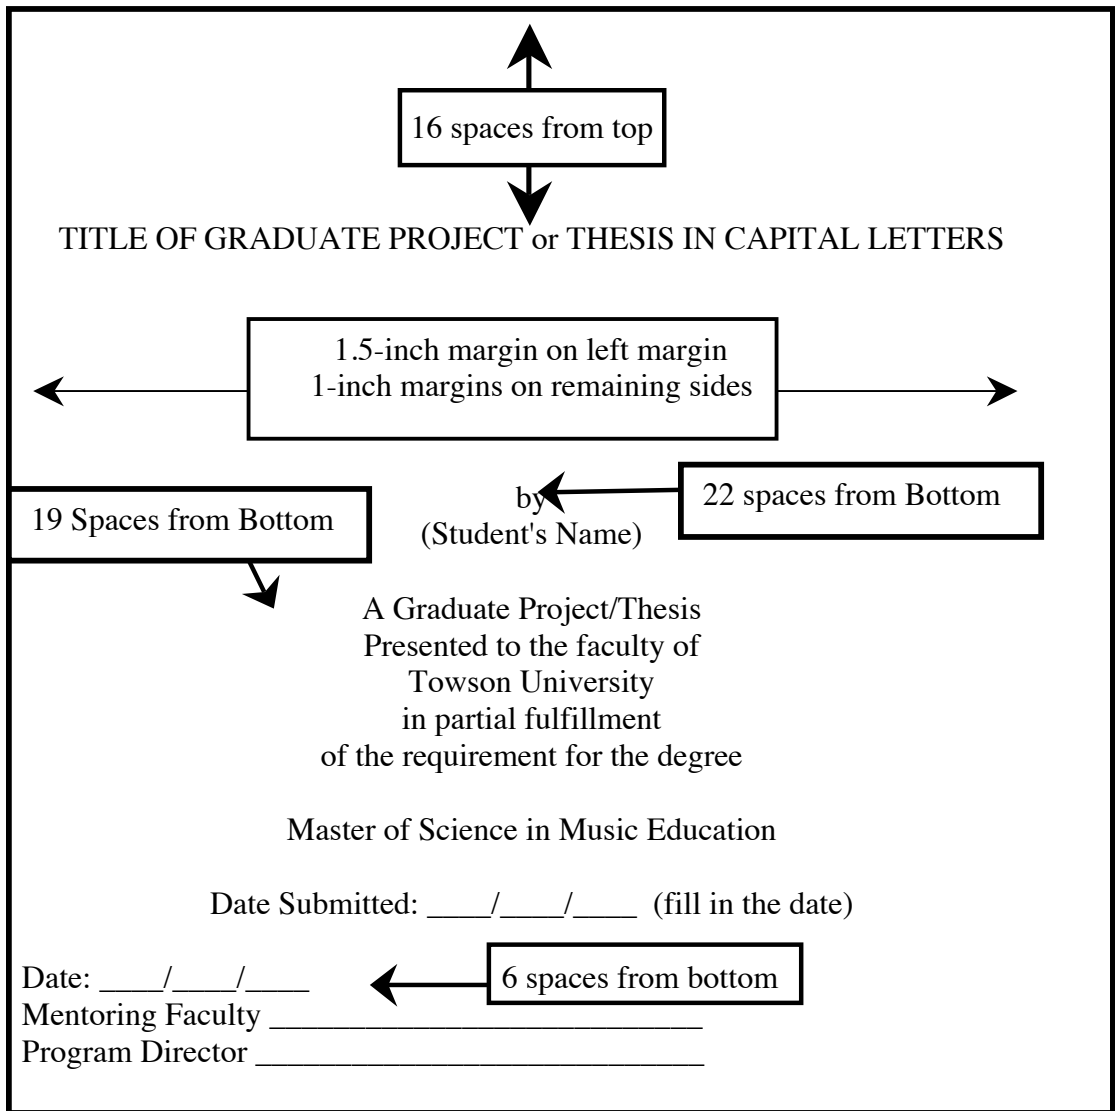 16 spaces from top
TITLE OF GRADUATE PROJECT or THESIS IN CAPITAL LETTERS
1.5-inch margin on left margin
1-inch margins on remaining sides
by
22 spaces from Bottom
19 Spaces from Bottom
(Student's Name)
A Graduate Project/Thesis
Presented to the faculty of
Towson University
in partial fulfillment
of the requirement for the degree
Master of Science in Music Education
Date Submitted: ____/____/____ (fill in the date)
Date: ____/____/____
6 spaces from bottom
Mentoring Faculty ___________________________
Program Director ____________________________